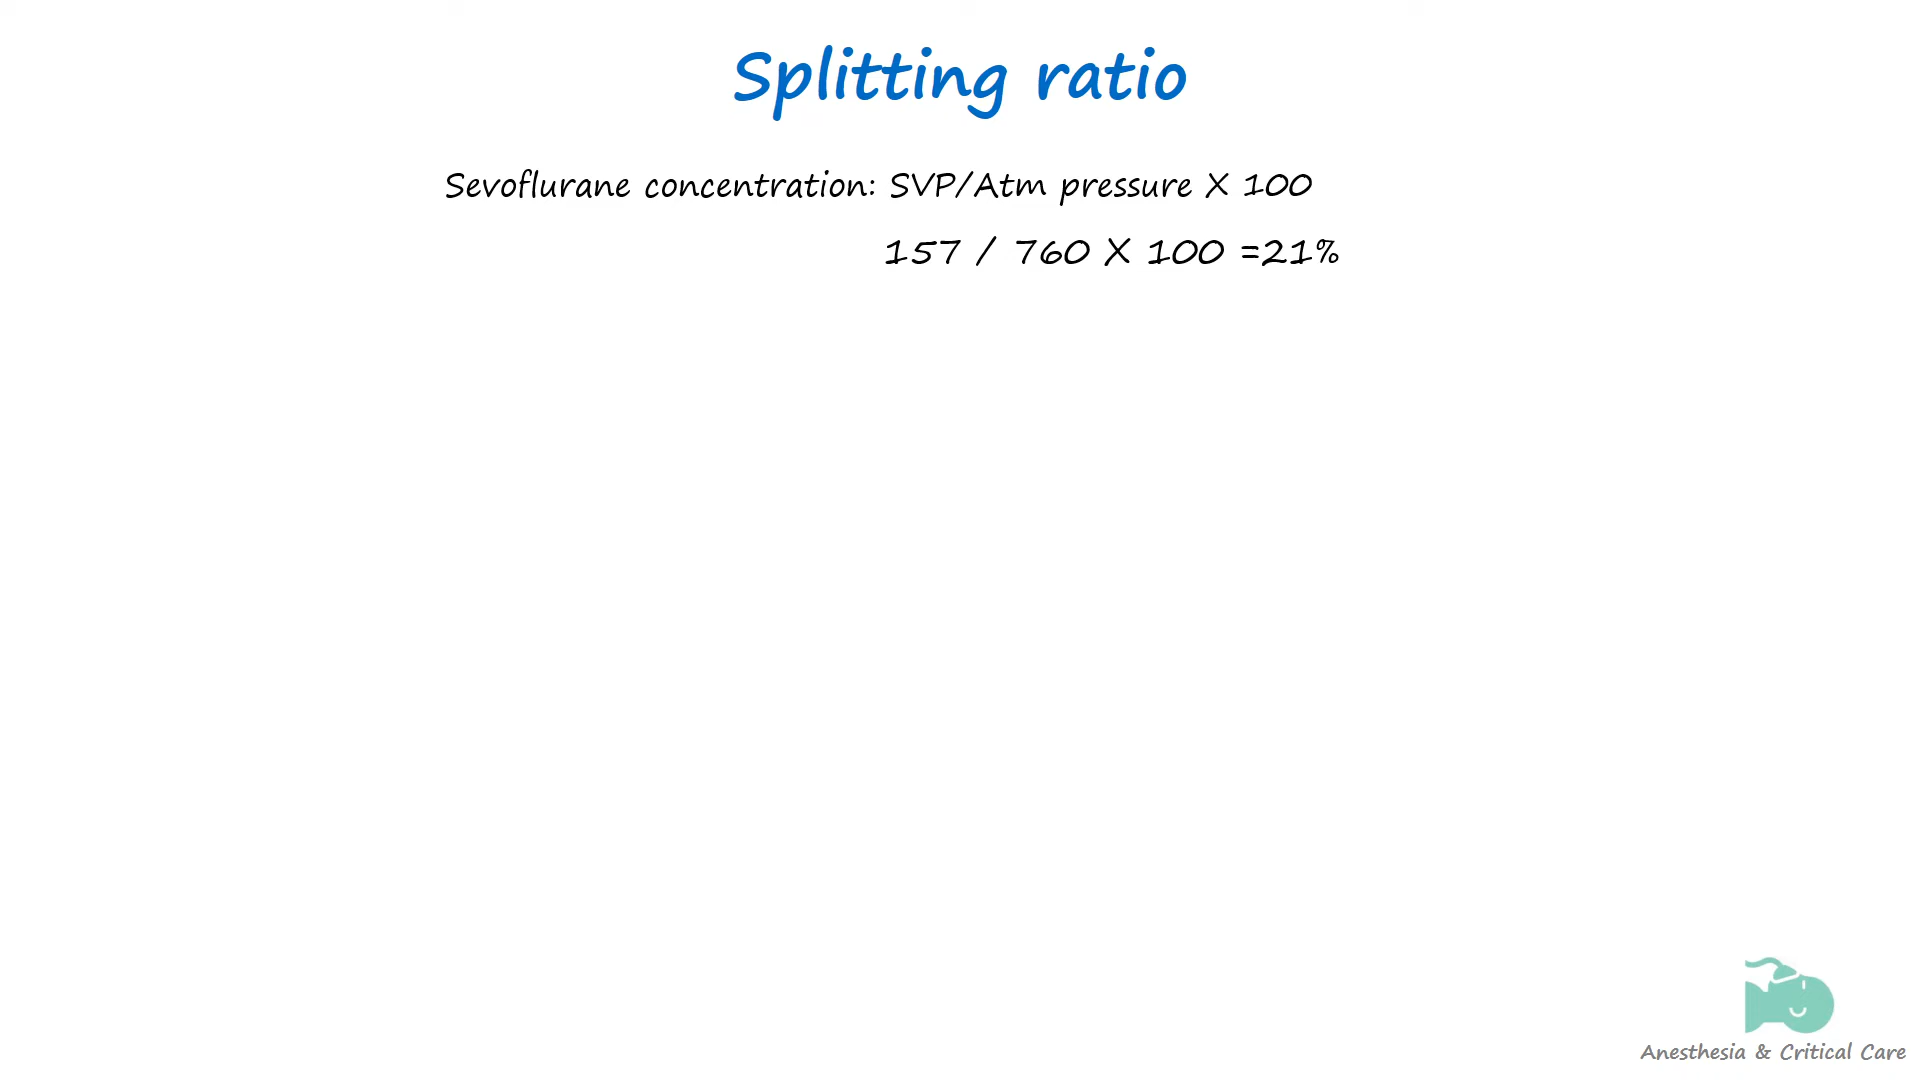 Splitting ratio
Sevoflurane concentration: SVP/Atm pressure X 100
157 / 760 X 100 =21%
Anesthesia & Critical Care